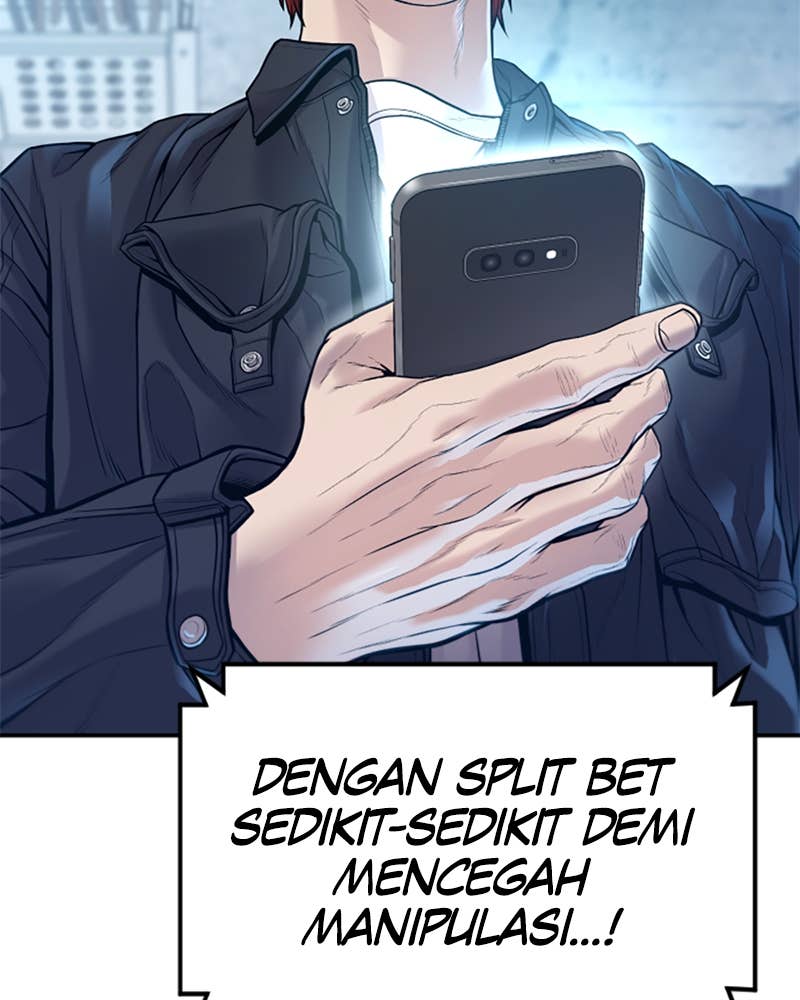 DENGAN SPLIT BET
SEDIKIT-SEDIKIT DEMI
MENCEGAH
MANIPULASI...!